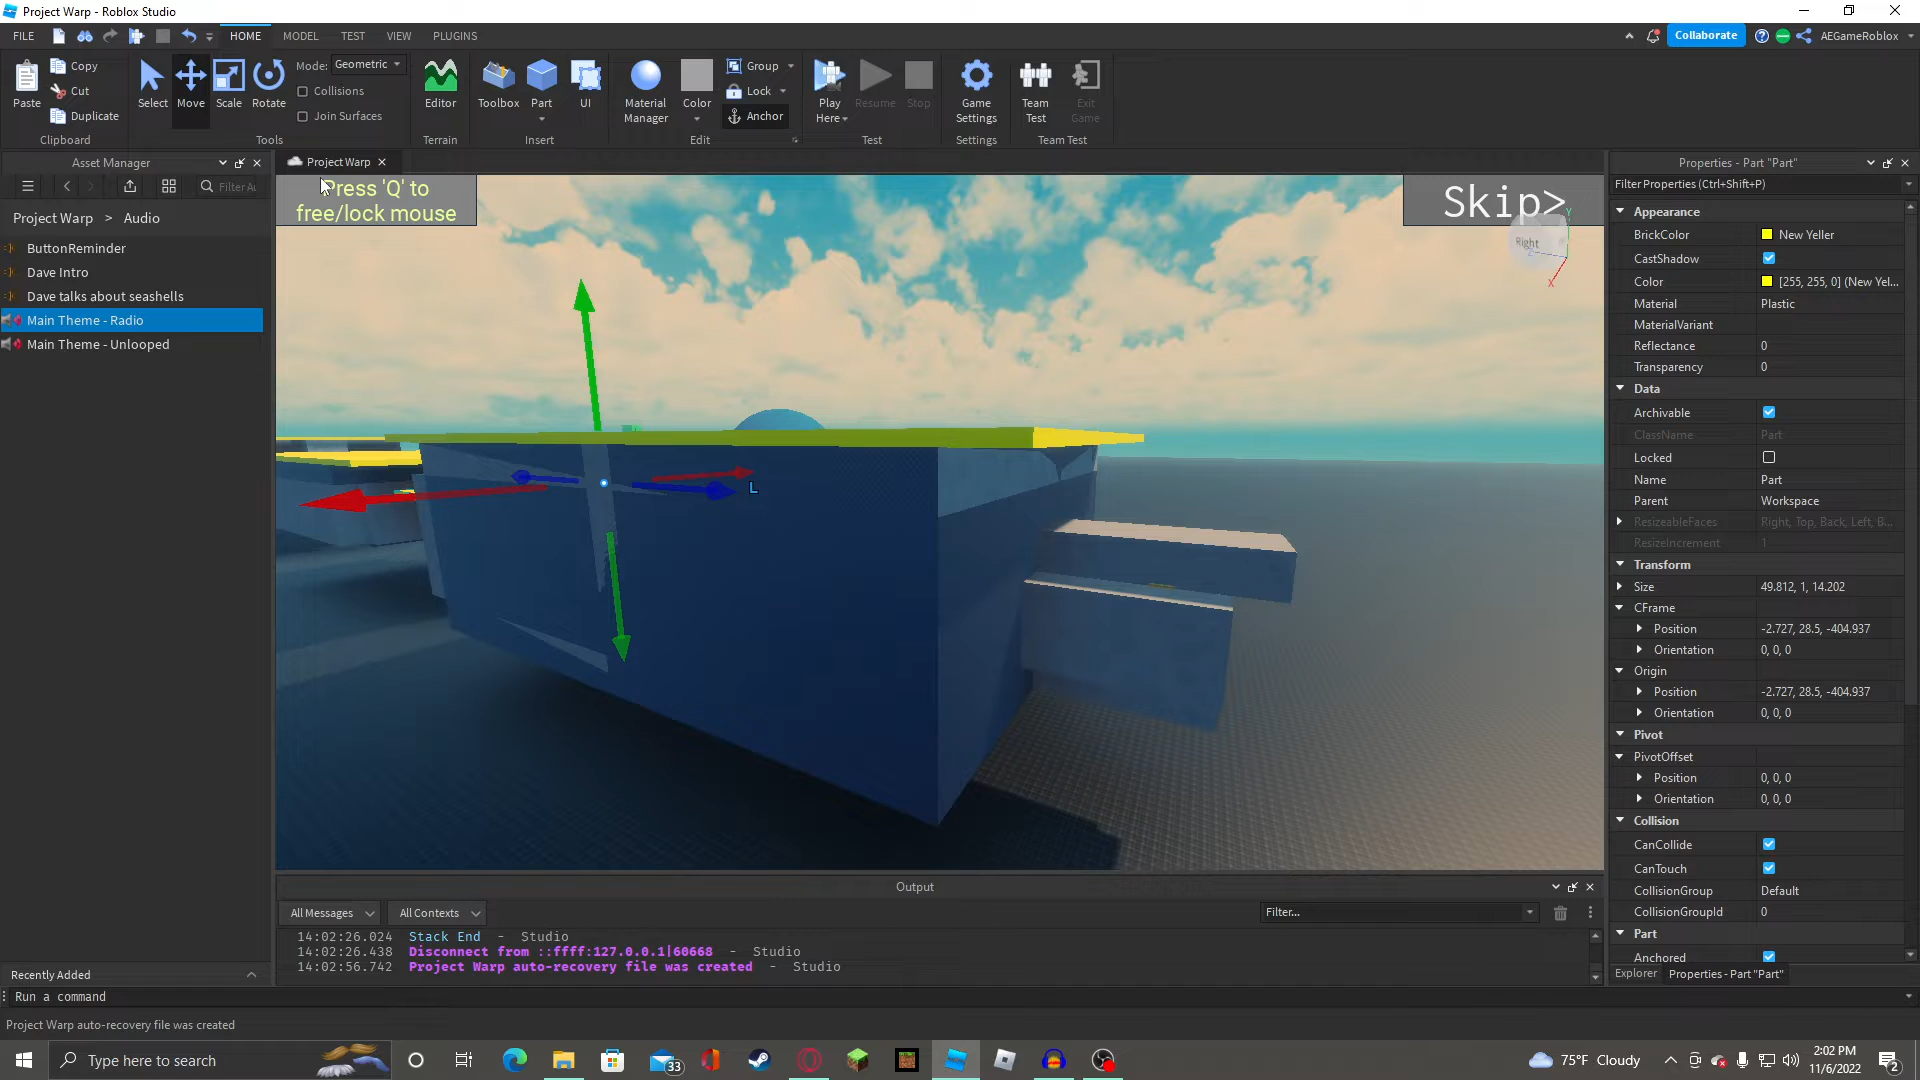 Project Warp - Roblox Studio
FILE
HOME
MODEL
TEST
VIEW
PLUGINS
Collaborate
AEGameRoblox
Paste
Copy
Cut
Duplicate
Clipboard
Select
Move
Scale
Rotate
Mode: Geometric
Collisions
Join Surfaces
Tools
Editor
Terrain
Toolbox
Part
UI
Insert
Material
Manager
Color
Group
Lock
Anchor
Edit
Play
Here
Resume
Stop
Test
Game
Settings
Settings
Team
Test
Exit
Game
Team Test
Asset Manager
Filter Au
Project Warp > Audio
ButtonReminder
Dave Intro
Dave talks about seashells
Main Theme - Radio
Main Theme - Unlooped
Recently Added
Project Warp
Press 'Q' to
free/lock mouse
Skip>
Right
Y
Z
X
L
Properties - Part "Part"
Filter Properties (Ctrl+Shift+P)
Appearance
BrickColor New Yeller
CastShadow
Color [255, 255, 0] (New Yel...
Material Plastic
MaterialVariant
Reflectance 0
Transparency 0
Data
Archivable
ClassName Part
Locked
Name Part
Parent Workspace
ResizeableFaces Right, Top, Back, Left, B...
ResizeIncrement 1
Transform
Size 49.812, 1, 14.202
CFrame
Position -2.727, 28.5, -404.937
Orientation 0, 0, 0
Origin
Position -2.727, 28.5, -404.937
Orientation 0, 0, 0
Pivot
PivotOffset
Position 0, 0, 0
Orientation 0, 0, 0
Collision
CanCollide
CanTouch
CollisionGroup Default
CollisionGroupId 0
Part
Anchored
Explorer
Properties - Part "Part"
Output
All Messages
All Contexts
Filter...
14:02:26.024 Stack End - Studio
14:02:26.438 Disconnect from ::ffff:127.0.0.1|60668 - Studio
14:02:56.742 Project Warp auto-recovery file was created - Studio
Run a command
Project Warp auto-recovery file was created
Type here to search
33
75°F Cloudy
2:02 PM
11/6/2022
2